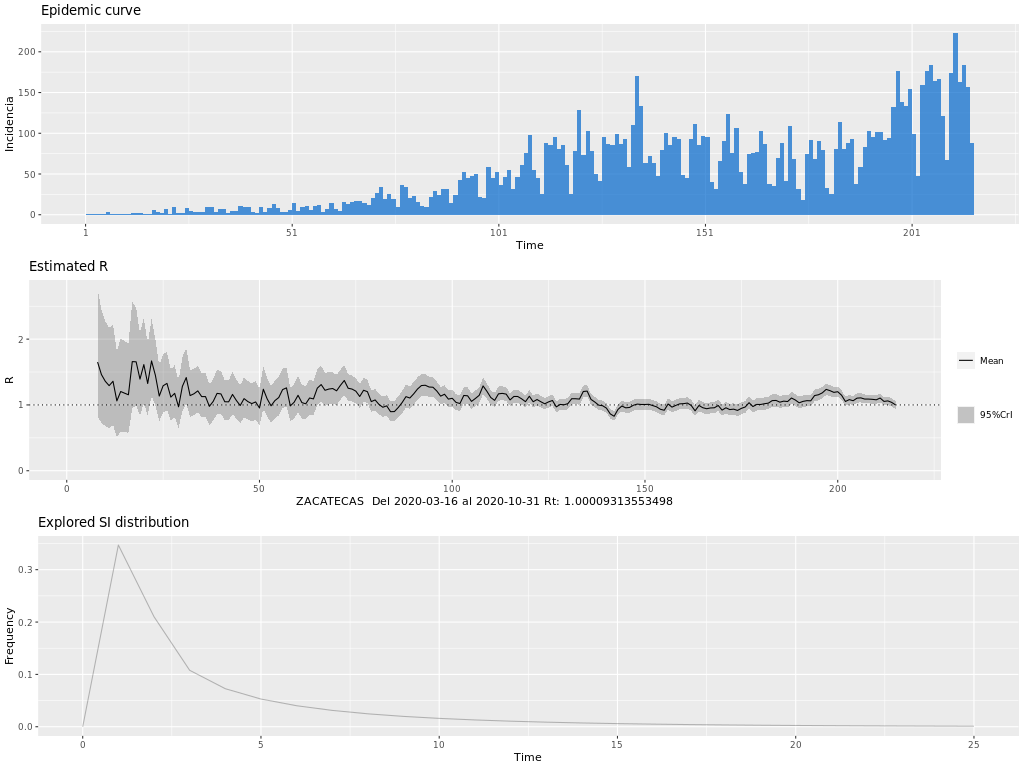 Epidemic curve
200
150
100
50
0
Incidencia
1
51
101
151
201
Time
Estimated R
2
1
0
R
Mean
95%CrI
0
50
100
150
200
ZACATECAS Del 2020-03-16 al 2020-10-31 Rt: 1.00009313553498
Explored SI distribution
0.3
0.2
0.1
0.0
Frequency
0
5
10
15
20
25
Time